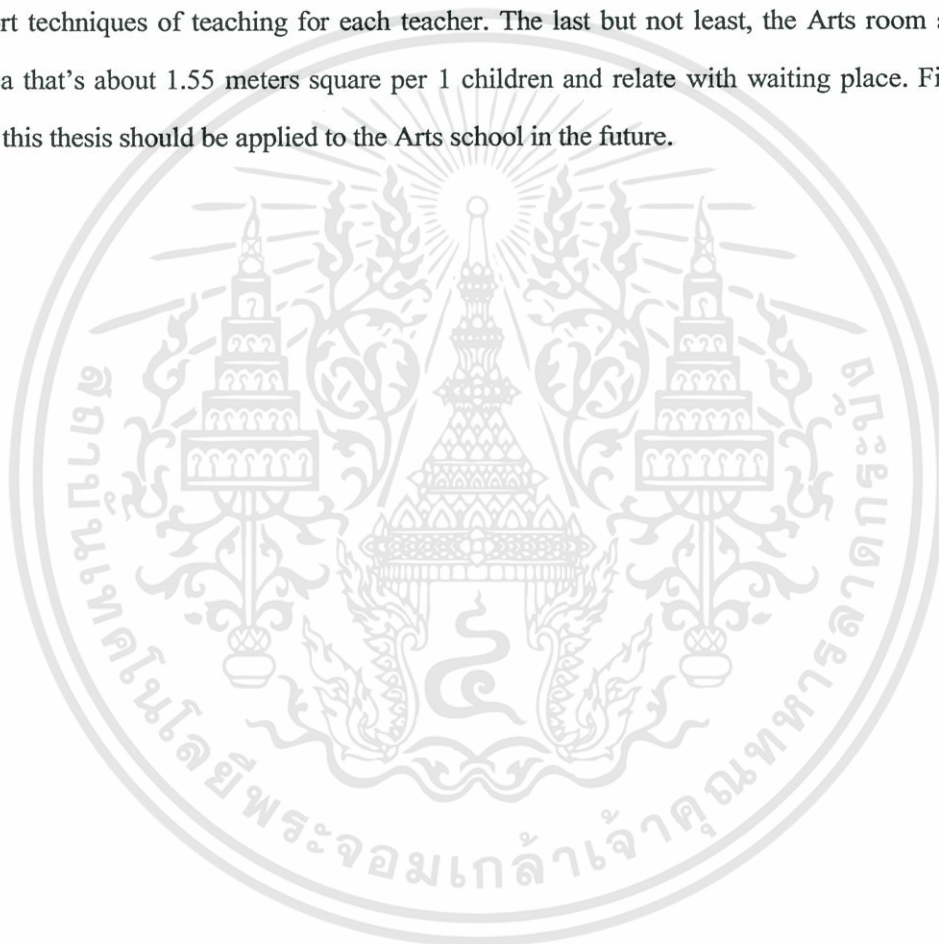 rt techniques of teaching for each teacher. The last but not least, the Arts room
a that's about 1.55 meters square per 1 children and relate with waiting place. Fi
this thesis should be applied to the Arts school in the future.
สถาบันเทคโนโลยีพระจอมเกล้าเจ้าคุณทหารลาดกระบัง
๔